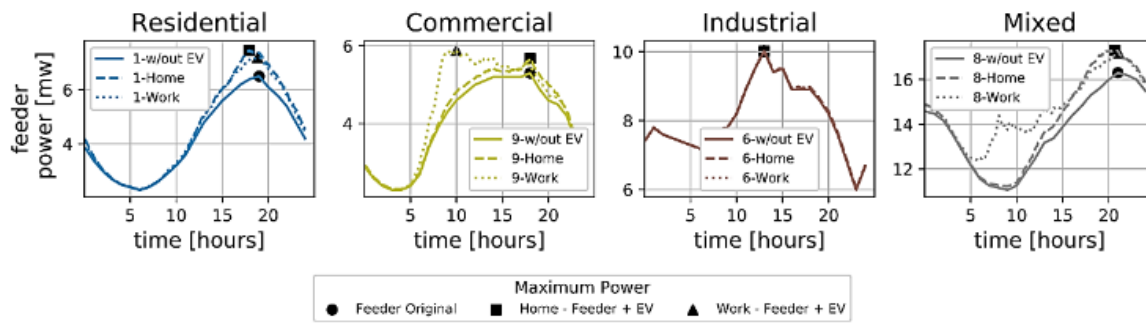 Residential
Commercial
Industrial
Mixed
feeder
power [mw]
6
4
1-w/out EV
1-Home
1-Work
5
10
15
20
time [hours]
6
4
9-w/out EV
9-Home
9-Work
5
10
15
20
time [hours]
10
8
6
6-w/out EV
6-Home
6-Work
5
10
15
20
time [hours]
16
14
12
8-w/out EV
8-Home
8-Work
5
10
15
20
time [hours]
Maximum Power
Feeder Original
Home - Feeder + EV
Work - Feeder + EV